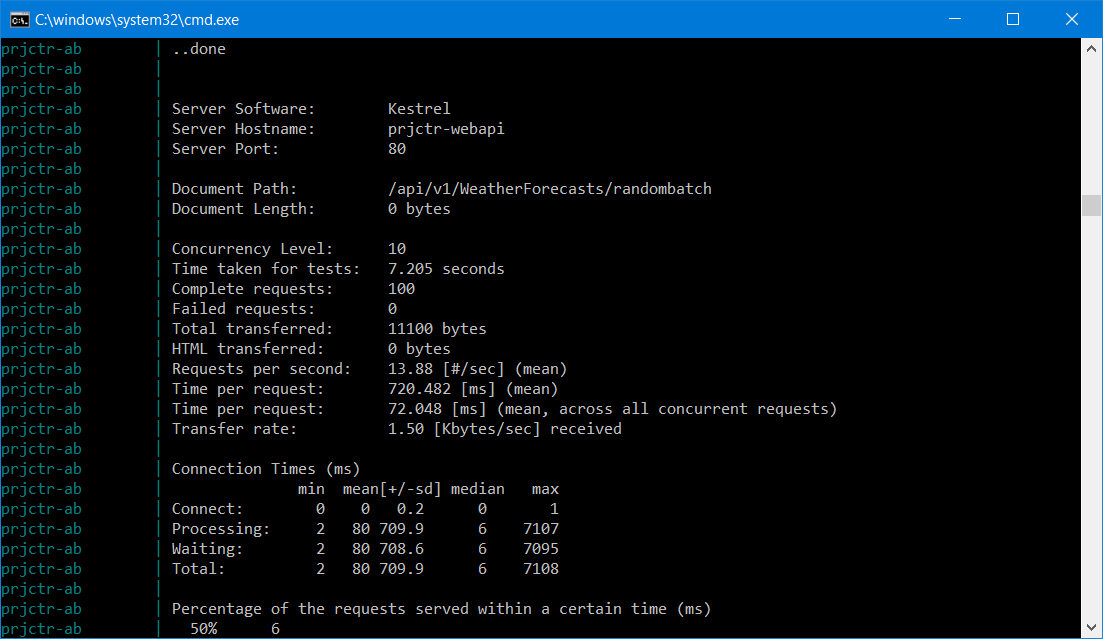 C:\windows\system32\cmd.exe
prjctr-ab | ..done
prjctr-ab |
prjctr-ab |
prjctr-ab | Server Software:        Kestrel
prjctr-ab | Server Hostname:        prjctr-webapi
prjctr-ab | Server Port:            80
prjctr-ab |
prjctr-ab | Document Path:          /api/v1/WeatherForecasts/randombatch
prjctr-ab | Document Length:        0 bytes
prjctr-ab |
prjctr-ab | Concurrency Level:      10
prjctr-ab | Time taken for tests:   7.205 seconds
prjctr-ab | Complete requests:      100
prjctr-ab | Failed requests:        0
prjctr-ab | Total transferred:      11100 bytes
prjctr-ab | HTML transferred:       0 bytes
prjctr-ab | Requests per second:    13.88 [#/sec] (mean)
prjctr-ab | Time per request:       720.482 [ms] (mean)
prjctr-ab | Time per request:       72.048 [ms] (mean, across all concurrent requests)
prjctr-ab | Transfer rate:          1.50 [Kbytes/sec] received
prjctr-ab |
prjctr-ab | Connection Times (ms)
prjctr-ab |               min  mean[+/-sd] median   max
prjctr-ab | Connect:        0    0   0.2      0       1
prjctr-ab | Processing:     2   80 709.9      6    7107
prjctr-ab | Waiting:        2   80 708.6      6    7095
prjctr-ab | Total:          2   80 709.9      6    7108
prjctr-ab |
prjctr-ab | Percentage of the requests served within a certain time (ms)
prjctr-ab |   50%      6